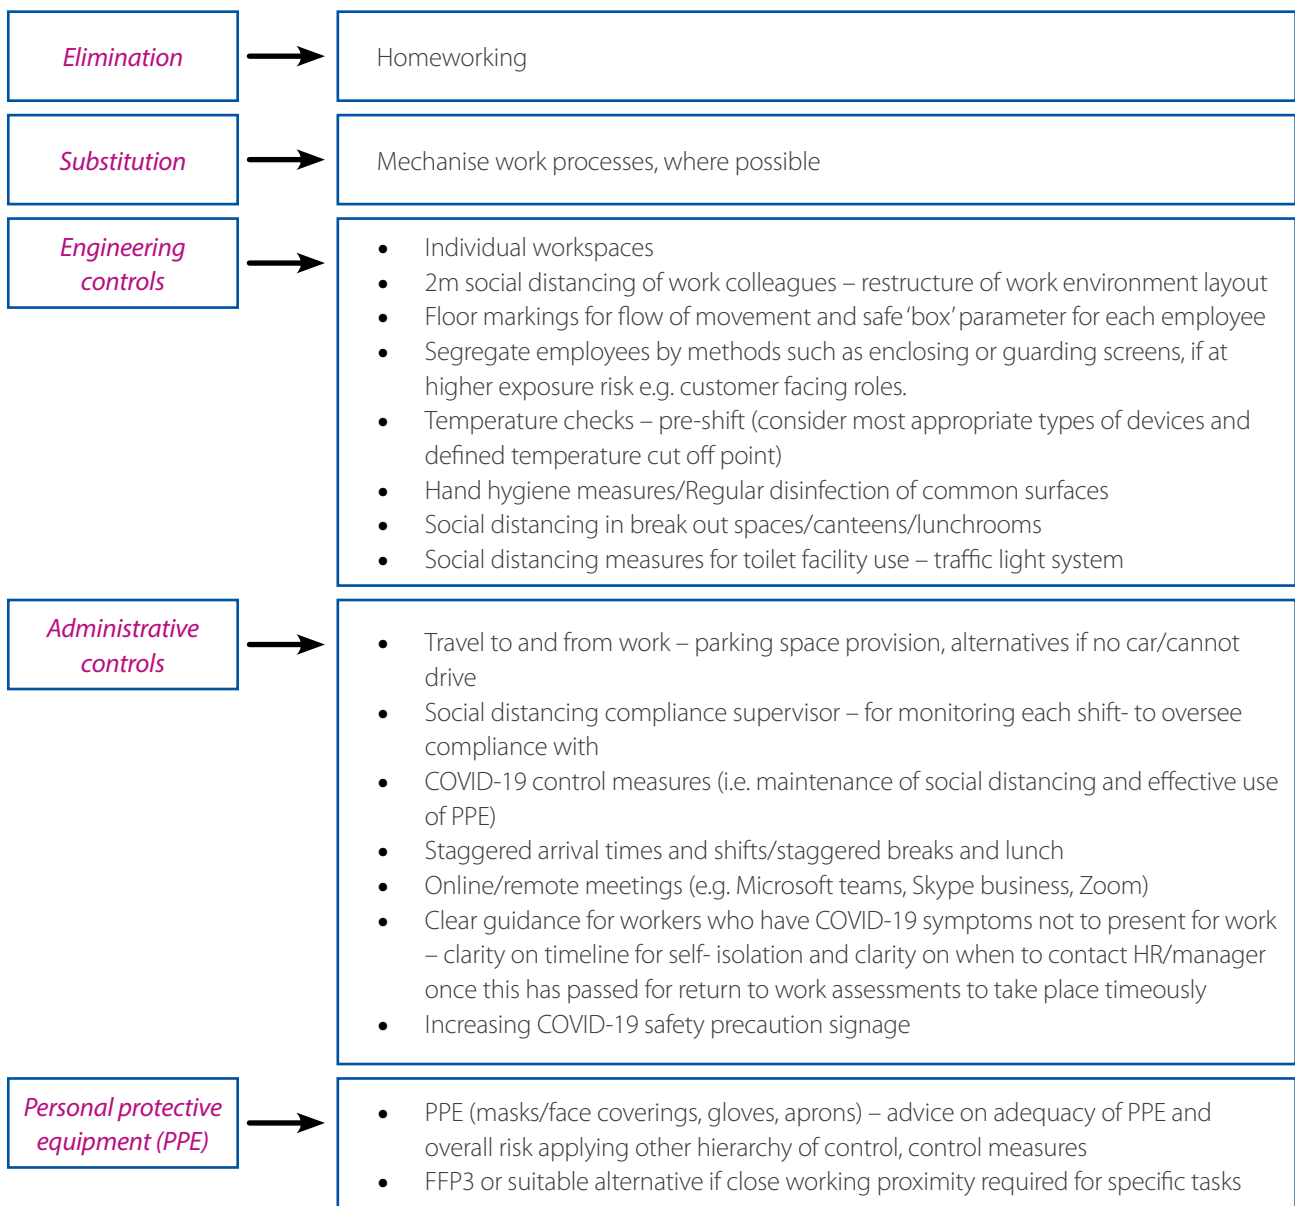 Elimination
Homeworking
Substitution
Mechanise work processes, where possible
Engineering
controls
• Individual workspaces
• 2m social distancing of work colleagues – restructure of work environment layout
• Floor markings for flow of movement and safe ‘box’ parameter for each employee
• Segregate employees by methods such as enclosing or guarding screens, if at
higher exposure risk e.g. customer facing roles.
• Temperature checks – pre-shift (consider most appropriate types of devices and
defined temperature cut off point)
• Hand hygiene measures/Regular disinfection of common surfaces
• Social distancing in break out spaces/canteens/lunchrooms
• Social distancing measures for toilet facility use – traffic light system
Administrative
controls
• Travel to and from work – parking space provision, alternatives if no car/cannot
drive
• Social distancing compliance supervisor – for monitoring each shift- to oversee
compliance with
• COVID-19 control measures (i.e. maintenance of social distancing and effective use
of PPE)
• Staggered arrival times and shifts/staggered breaks and lunch
• Online/remote meetings (e.g. Microsoft teams, Skype business, Zoom)
• Clear guidance for workers who have COVID-19 symptoms not to present for work
– clarity on timeline for self- isolation and clarity on when to contact HR/manager
once this has passed for return to work assessments to take place timeously
• Increasing COVID-19 safety precaution signage
Personal protective
equipment (PPE)
• PPE (masks/face coverings, gloves, aprons) – advice on adequacy of PPE and
overall risk applying other hierarchy of control, control measures
• FFP3 or suitable alternative if close working proximity required for specific tasks